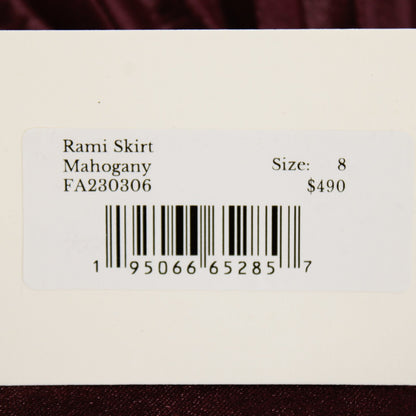 Rami Skirt
Mahogany Size: 8
FA230306 $490
1 95066 65285 7